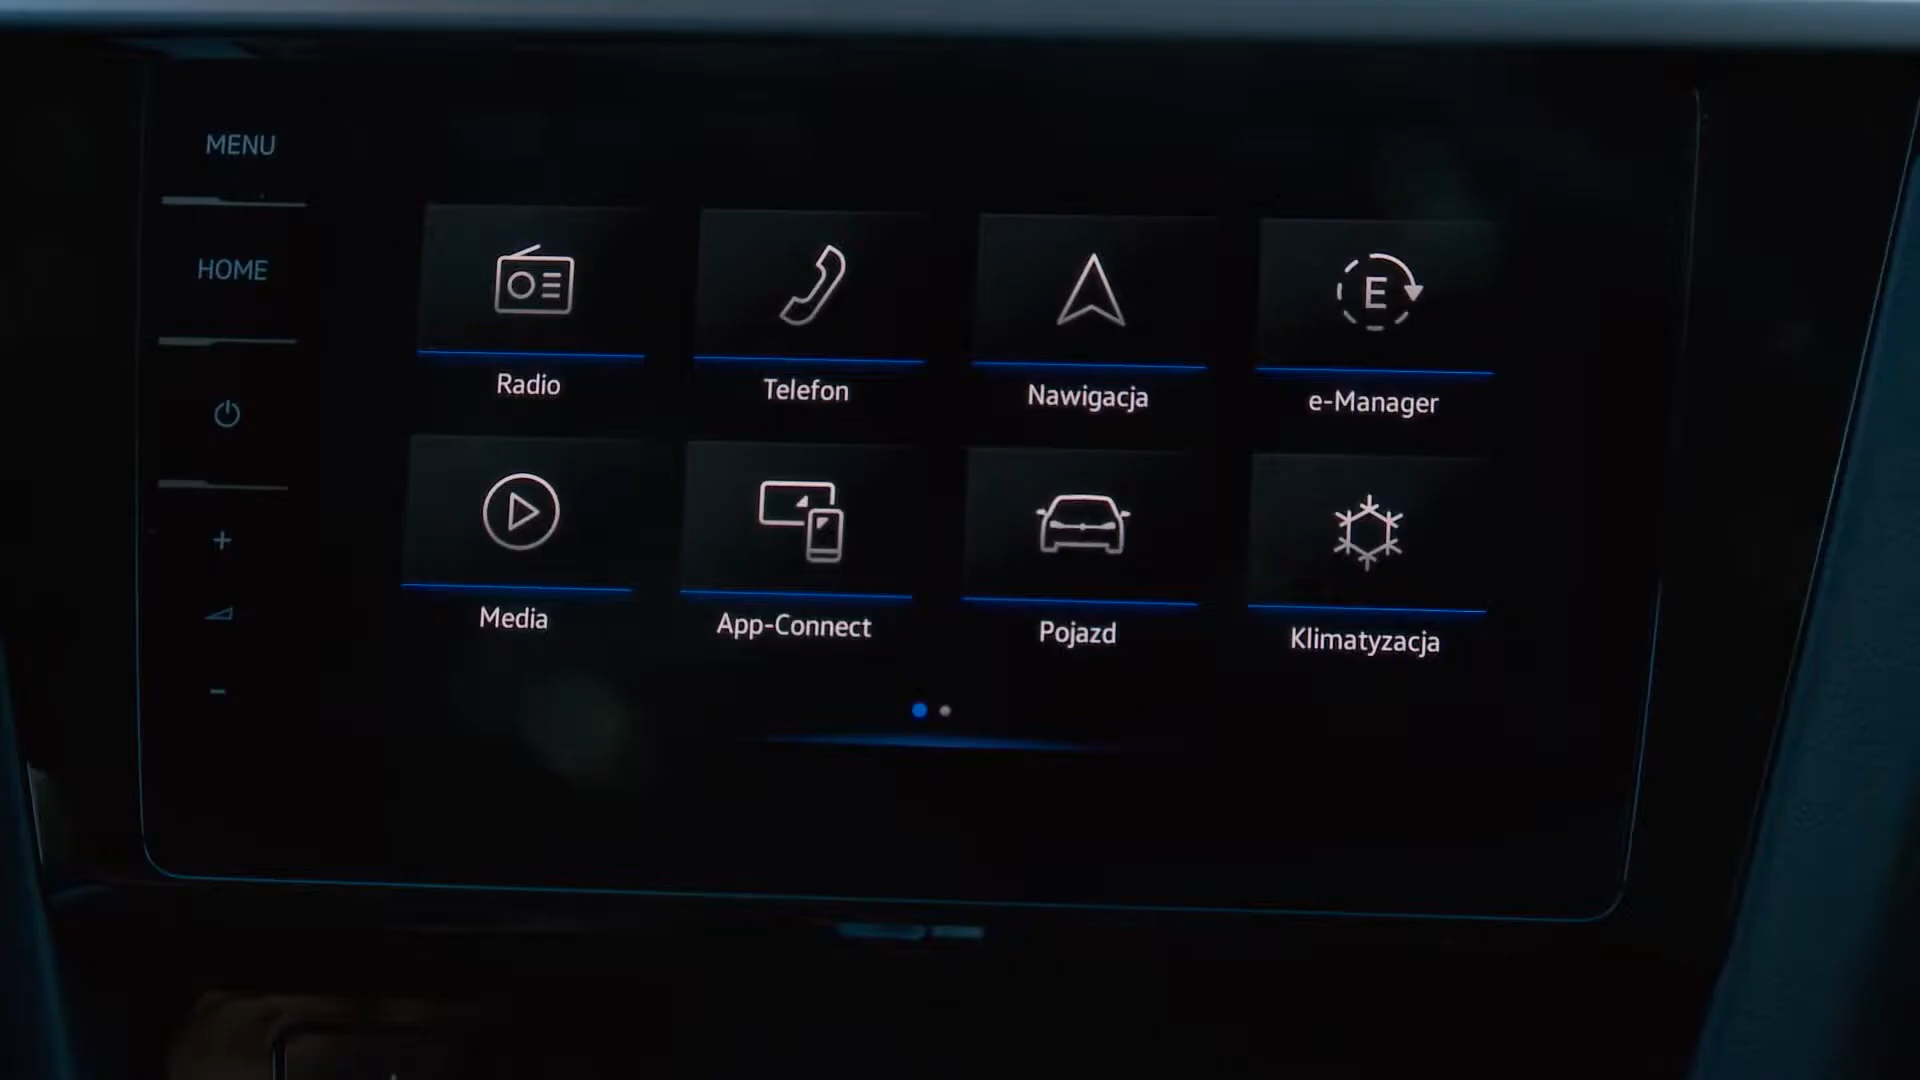 MENU
HOME
+
-
Radio
Telefon
Nawigacja
E
e-Manager
Media
App-Connect
Pojazd
Klimatyzacja